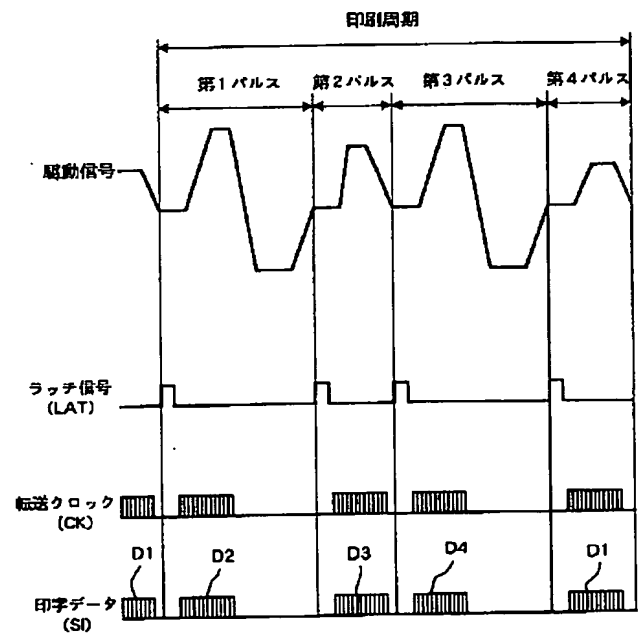 印刷周期
第1パルス
第2パルス
第3パルス
第4パルス
駆動信号
ラッチ信号
(LAT)
転送クロック
(CK)
D1
D2
D3
D4
D1
印字データ
(SI)